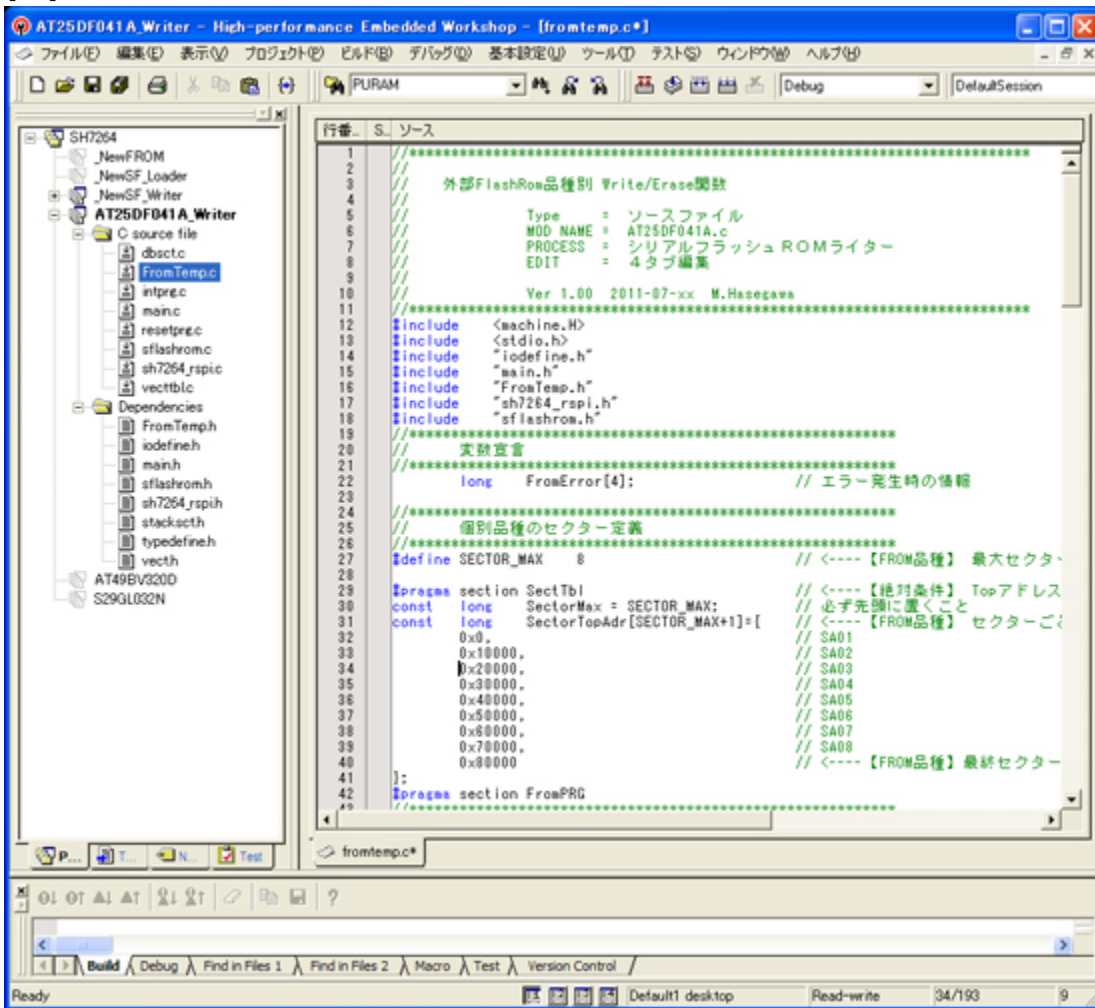 AT25DF041A_Writer - High-performance Embedded Workshop - [fromtemp.c*]
ファイル(F) 編集(E) 表示(V) プロジェクト(P) ビルド(B) デバッグ(D) 基本設定(U) ツール(T) テスト(S) ウィンドウ(W) ヘルプ(H)
PURAM Debug DefaultSession
SH7264
_NewFROM
_NewSF_Loader
_NewSF_Writer
AT25DF041A_Writer
C source file
dbsct.c
FromTemp.c
intprg.c
main.c
resetprg.c
sflashrom.c
sh7264_rspi.c
vecttbl.c
Dependencies
FromTemp.h
iodefine.h
main.h
sflashrom.h
sh7264_rspi.h
stacksct.h
typedefine.h
vect.h
AT49BV320D
S29GL032N
P... T... N... Test
行番... S.. ソース
1 //**************************************************************************
2 //
3 // 外部FlashRom品種別 Write/Erase関数
4 //
5 // Type = ソースファイル
6 // MOD NAME = AT25DF041A.c
7 // PROCESS = シリアルフラッシュROMライター
8 // EDIT = 4タブ編集
9 //
10 // Ver 1.00 2011-07-xx M.Hasegawa
11 //**************************************************************************
12 #include <machine.H>
13 #include <stdio.h>
14 #include "iodefine.h"
15 #include "main.h"
16 #include "FromTemp.h"
17 #include "sh7264_rspi.h"
18 #include "sflashrom.h"
19 //**********************************************************
20 // 変数宣言
21 //**********************************************************
22 long FromError[4]; // エラー発生時の情報
23
24 //**********************************************************
25 // 個別品種のセクター定義
26 //**********************************************************
27 #define SECTOR_MAX 8 // <----【FROM品種】 最大セクター
28
29 #pragma section SectTbl // <----【絶対条件】 Topアドレス
30 const long SectorMax = SECTOR_MAX; // 必ず先頭に置くこと
31 const long SectorTopAdr[SECTOR_MAX+1]={ // <----【FROM品種】 セクターごと
32 0x0, // SA01
33 0x10000, // SA02
34 0x20000, // SA03
35 0x30000, // SA04
36 0x40000, // SA05
37 0x50000, // SA06
38 0x60000, // SA07
39 0x70000, // SA08
40 0x80000 // <----【FROM品種】最終セクター
41 };
42 #pragma section FromPRG
43 //**********************************************************
fromtemp.c*
Build Debug Find in Files 1 Find in Files 2 Macro Test Version Control
Ready Default1 desktop Read-write 34/193 9